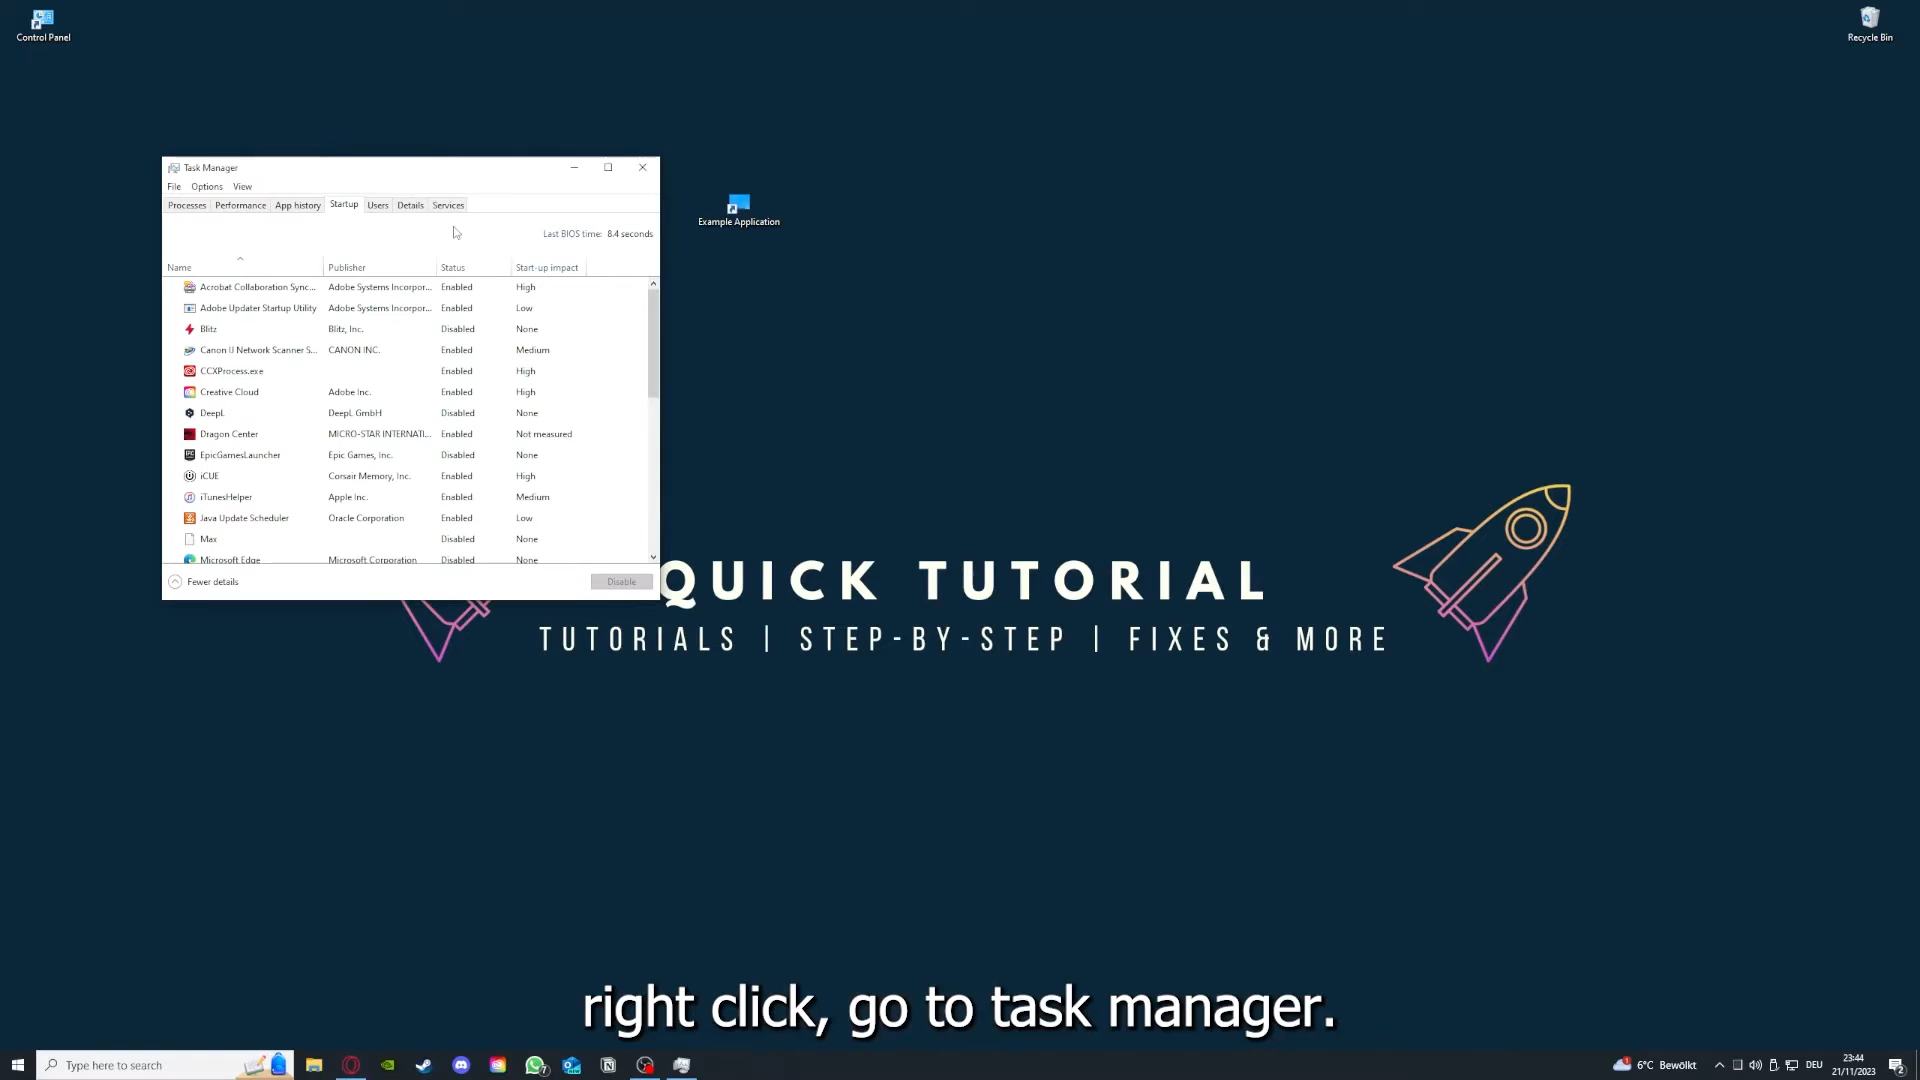 Control Panel
Recycle Bin
Task Manager
File Options View
Processes Performance App history Startup Users Details Services
Example Application
Last BIOS time: 8.4 seconds
Name Publisher Status Start-up impact
Acrobat Collaboration Sync... Adobe Systems Incorpor... Enabled High
Adobe Updater Startup Utility Adobe Systems Incorpor... Enabled Low
Blitz Blitz, Inc. Disabled None
Canon IJ Network Scanner S... CANON INC. Enabled Medium
CCXProcess.exe Enabled High
Creative Cloud Adobe Inc. Enabled High
DeepL DeepL GmbH Disabled None
Dragon Center MICRO-STAR INTERNATI... Enabled Not measured
EpicGamesLauncher Epic Games, Inc. Disabled None
iCUE Corsair Memory, Inc. Enabled High
iTunesHelper Apple Inc. Enabled Medium
Java Update Scheduler Oracle Corporation Enabled Low
Max Disabled None
Microsoft Edge Microsoft Corporation Disabled None
Fewer details Disable
QUICK TUTORIAL
TUTORIALS | STEP-BY-STEP | FIXES & MORE
right click, go to task manager.
Type here to search
6°C Bewölkt
DEU
23:44
21/11/2023